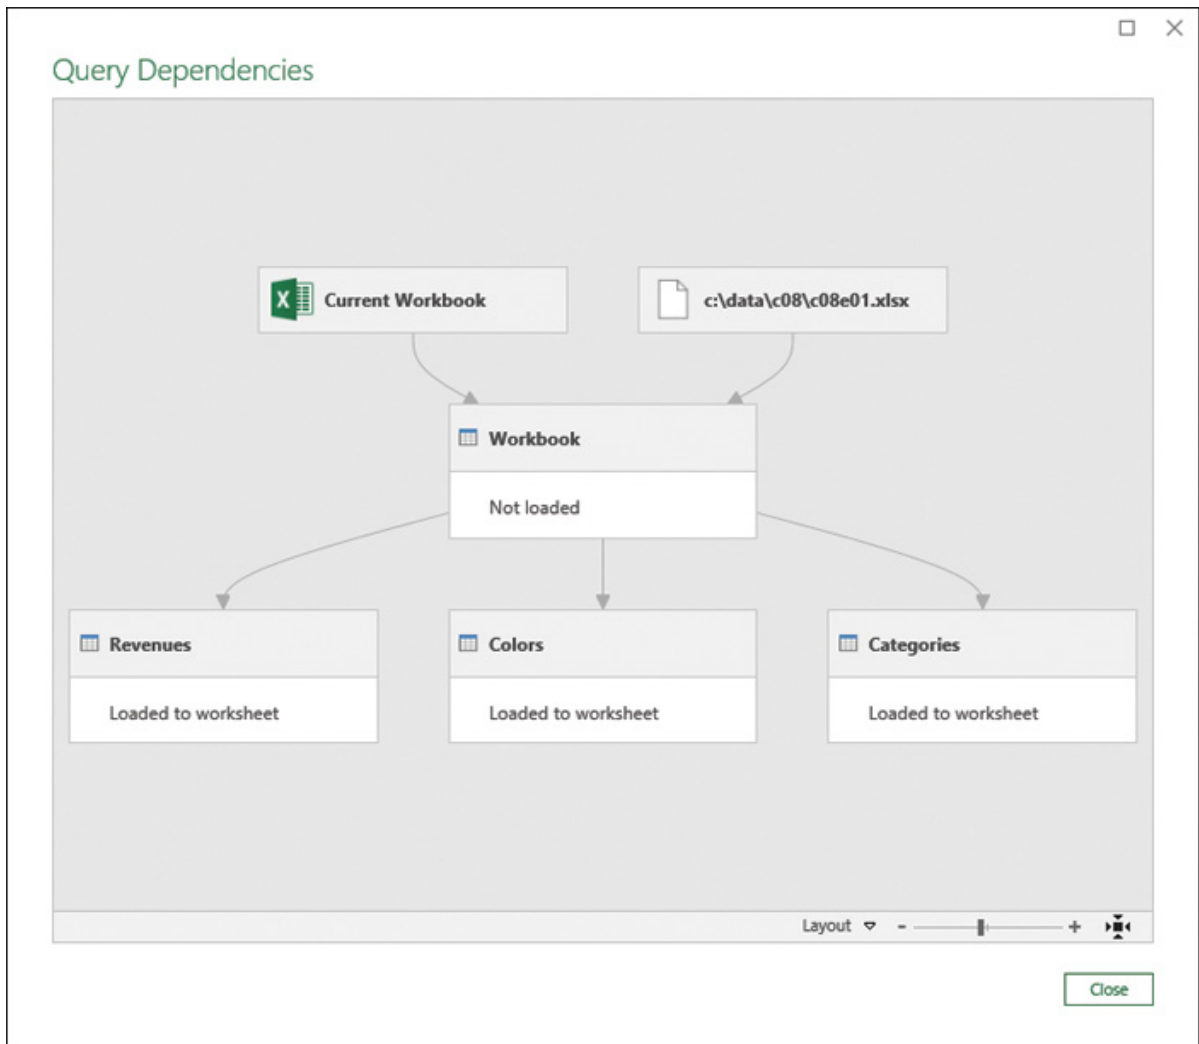 Query Dependencies
Current Workbook
c:\data\c08\c08e01.xlsx
Workbook
Not loaded
Revenues
Loaded to worksheet
Colors
Loaded to worksheet
Categories
Loaded to worksheet
Layout
Close